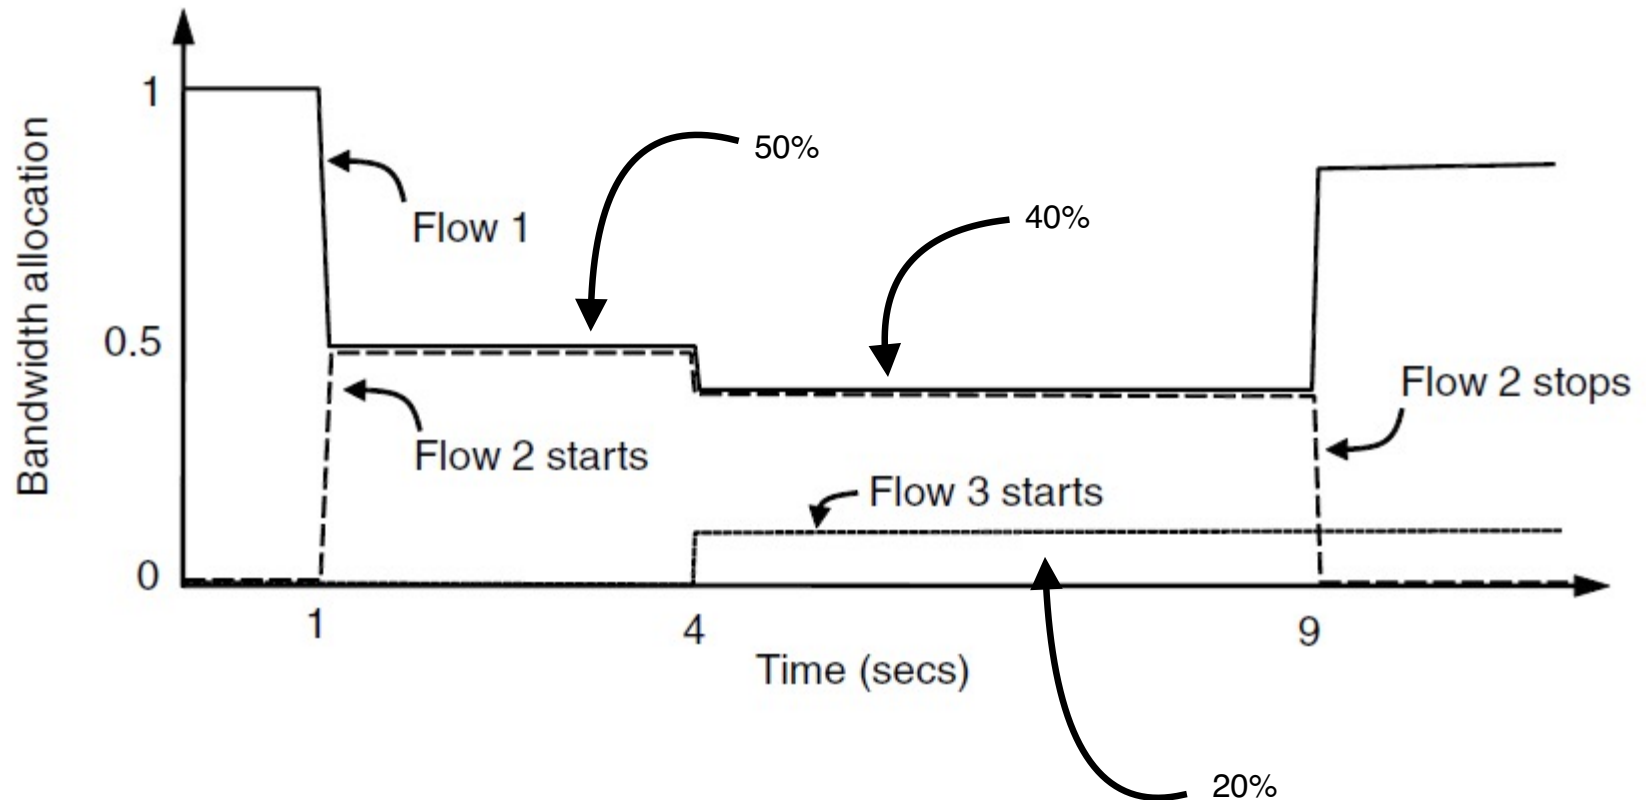 1
50%
Flow 1
40%
Bandwidth allocation
0.5
Flow 2 stops
Flow 2 starts
Flow 3 starts
0
1
4
9
Time (secs)
20%